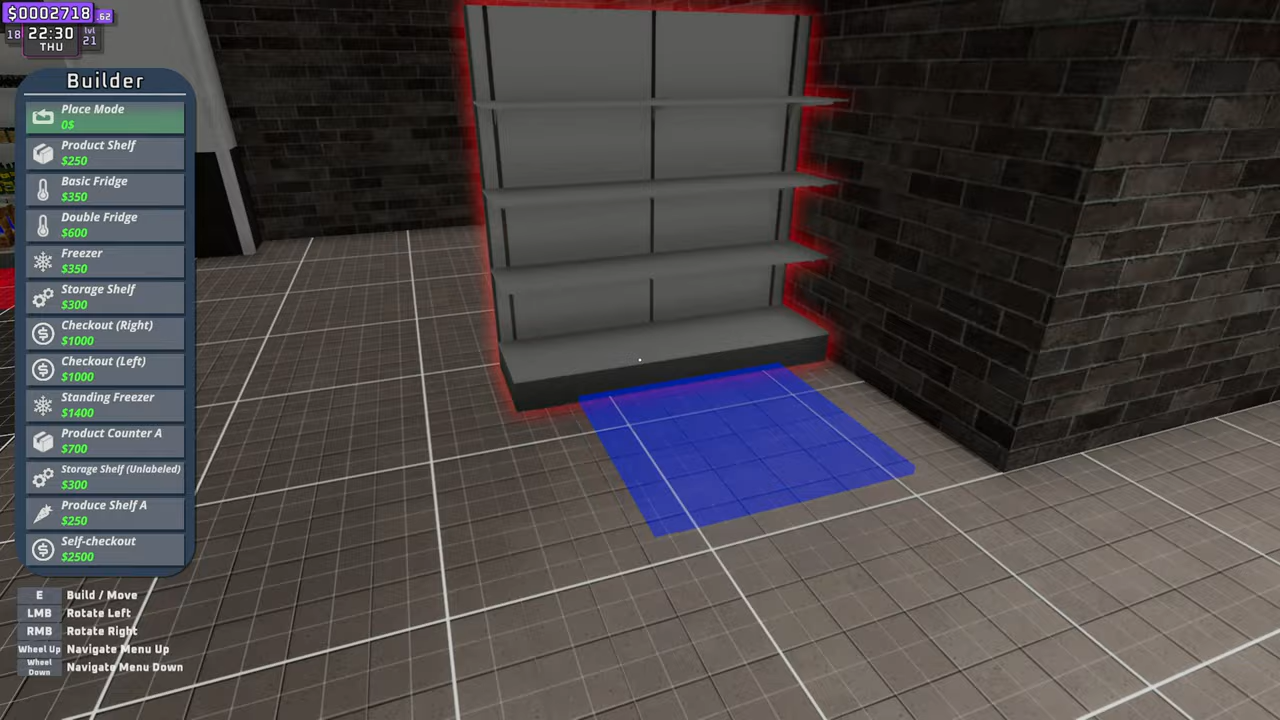 $0002718 .62
18 22:30 lvl
THU 21
Builder
Place Mode
0$
Product Shelf
$250
Basic Fridge
$350
Double Fridge
$600
Freezer
$350
Storage Shelf
$300
Checkout (Right)
$1000
Checkout (Left)
$1000
Standing Freezer
$1400
Product Counter A
$700
Storage Shelf (Unlabeled)
$300
Produce Shelf A
$250
Self-checkout
$2500
E Build / Move
LMB Rotate Left
RMB Rotate Right
Wheel Up Navigate Menu Up
Wheel Down Navigate Menu Down